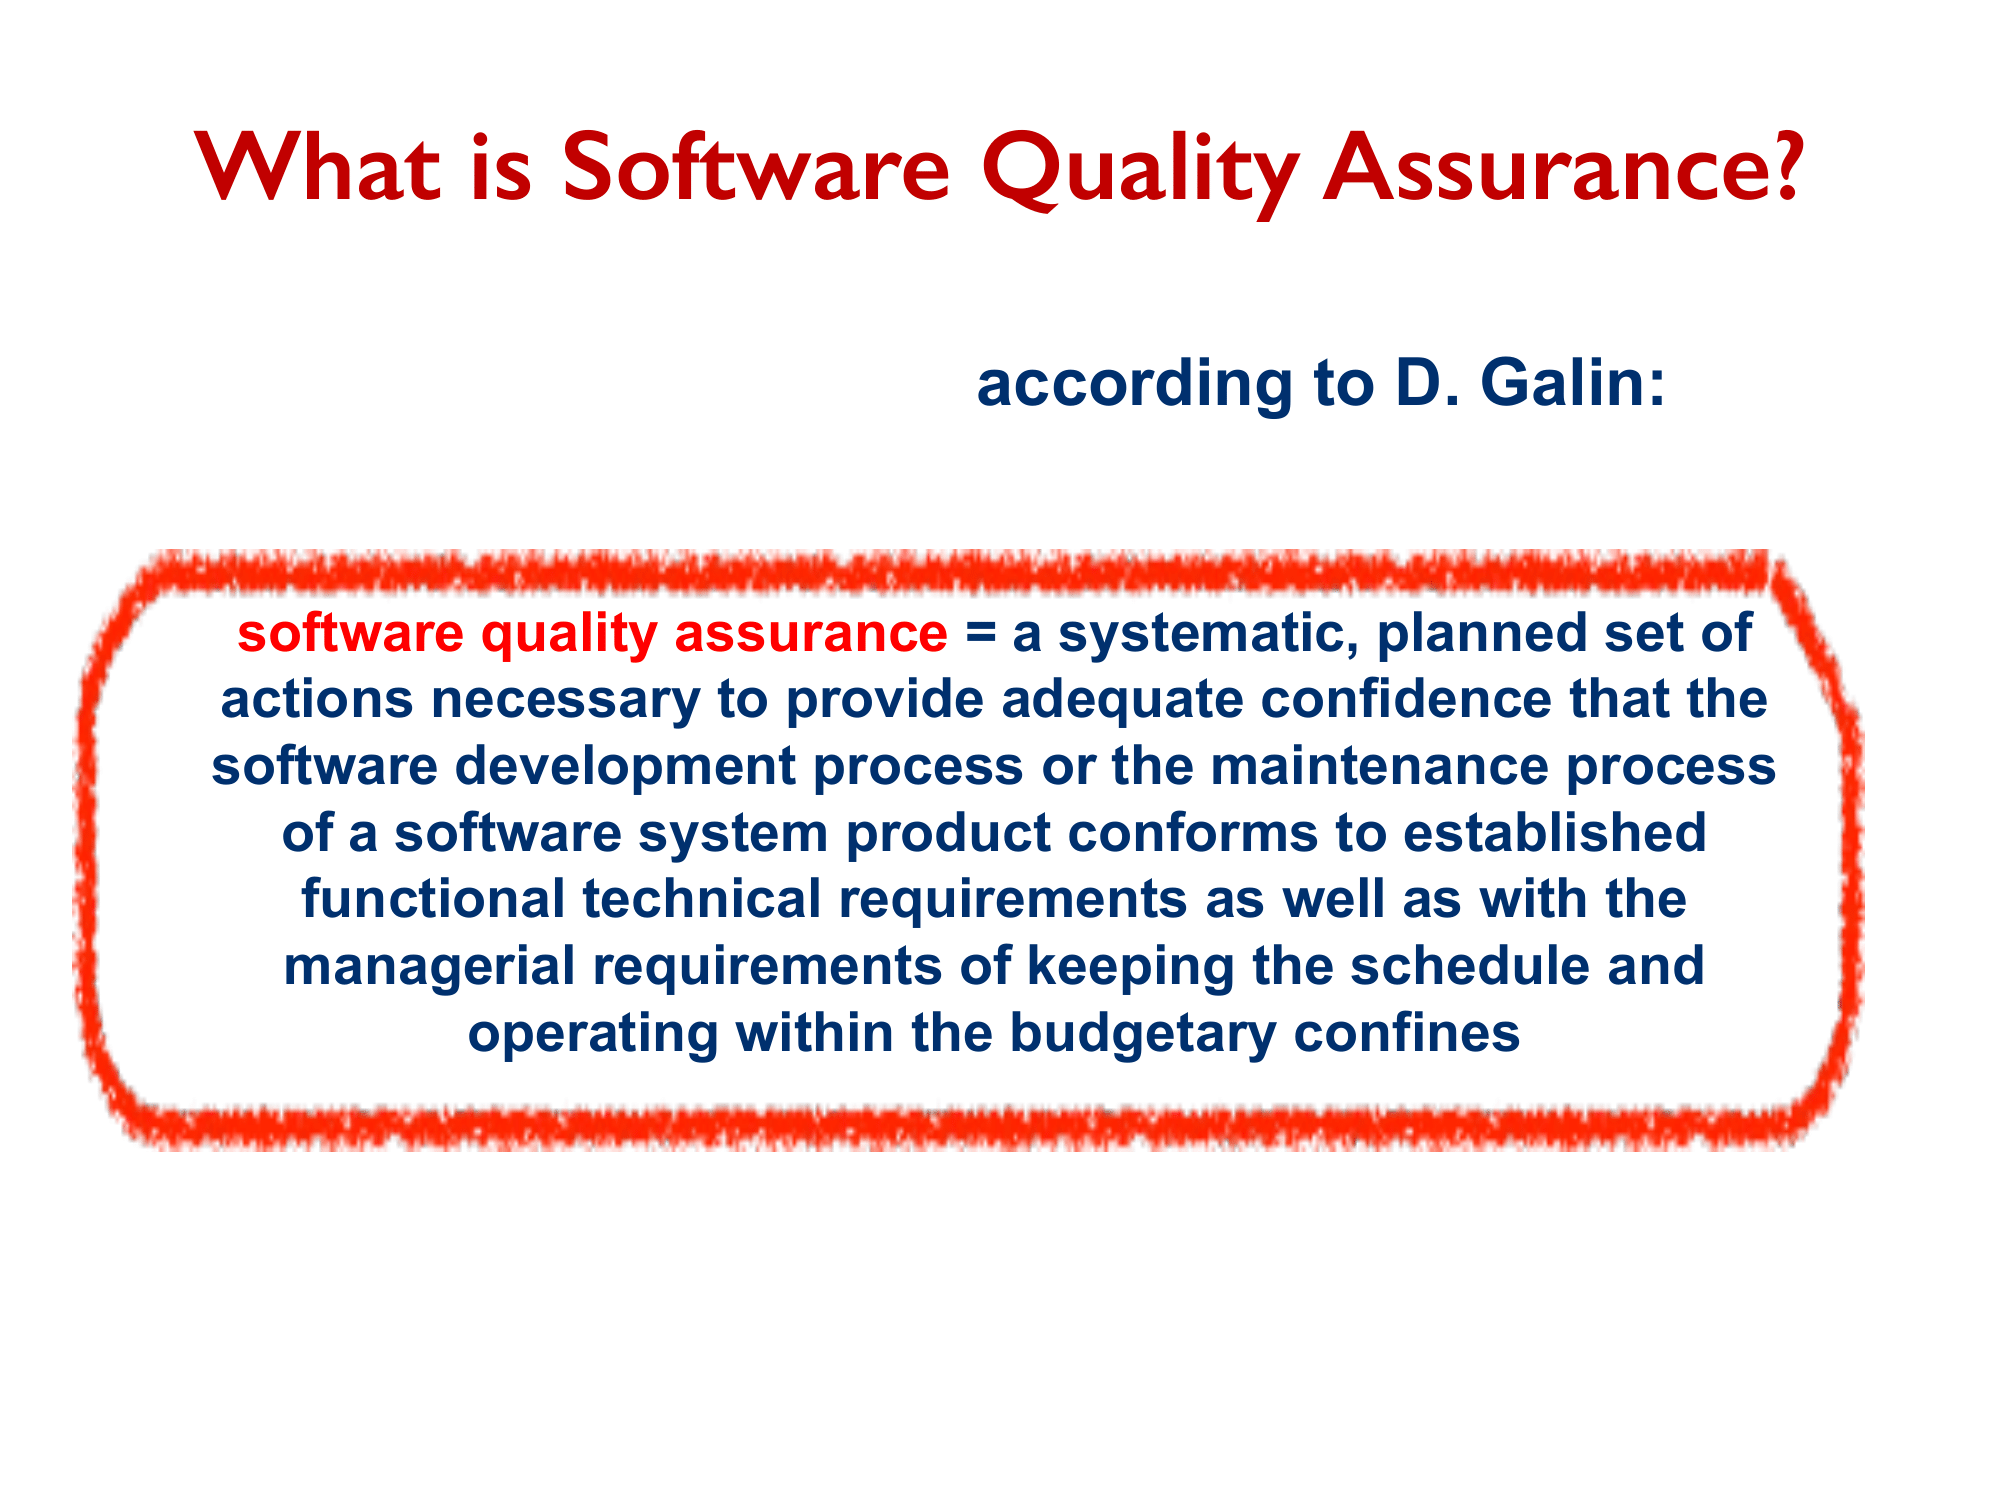 What is Software Quality Assurance?
according to D. Galin:
software quality assurance = a systematic, planned set of
actions necessary to provide adequate confidence that the
software development process or the maintenance process
of a software system product conforms to established
functional technical requirements as well as with the
managerial requirements of keeping the schedule and
operating within the budgetary confines